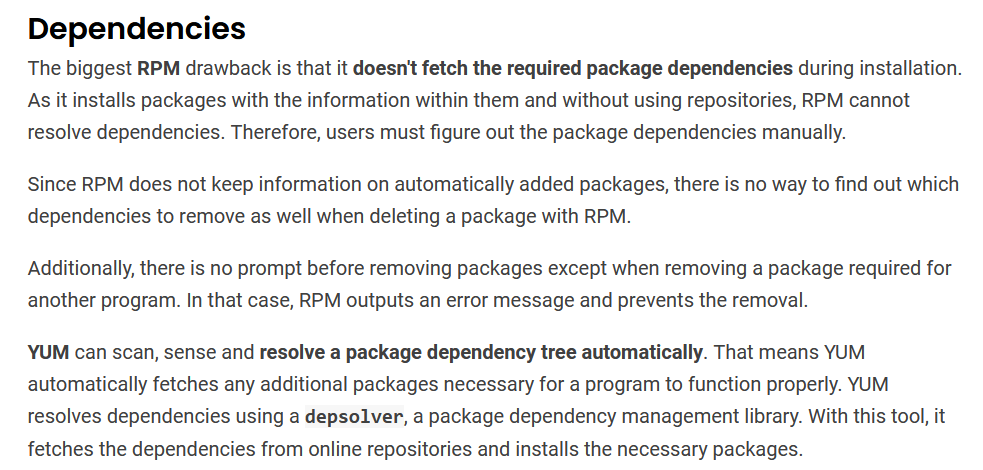 Dependencies
The biggest RPM drawback is that it doesn't fetch the required package dependencies during installation.
As it installs packages with the information within them and without using repositories, RPM cannot
resolve dependencies. Therefore, users must figure out the package dependencies manually.
Since RPM does not keep information on automatically added packages, there is no way to find out which
dependencies to remove as well when deleting a package with RPM.
Additionally, there is no prompt before removing packages except when removing a package required for
another program. In that case, RPM outputs an error message and prevents the removal.
YUM can scan, sense and resolve a package dependency tree automatically. That means YUM
automatically fetches any additional packages necessary for a program to function properly. YUM
resolves dependencies using a depsolver, a package dependency management library. With this tool, it
fetches the dependencies from online repositories and installs the necessary packages.